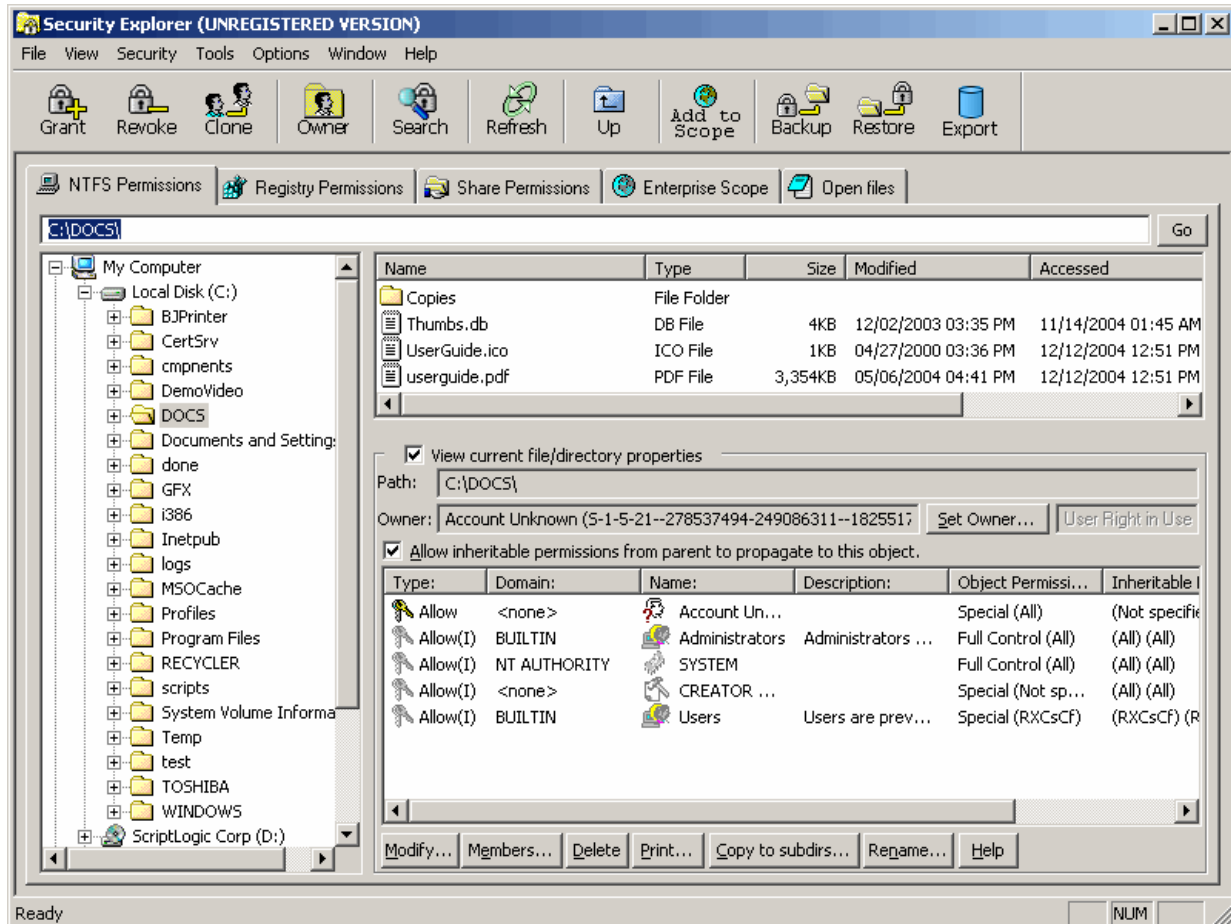 Security Explorer (UNREGISTERED VERSION)
File View Security Tools Options Window Help
Grant Revoke Clone Owner Search Refresh Up Add to Scope Backup Restore Export
NTFS Permissions Registry Permissions Share Permissions Enterprise Scope Open files
C:\DOCS\ Go
My Computer
Local Disk (C:)
BJPrinter
CertSrv
cmpnents
DemoVideo
DOCS
Documents and Setting
done
GFX
i386
Inetpub
logs
MSOCache
Profiles
Program Files
RECYCLER
scripts
System Volume Informa
Temp
test
TOSHIBA
WINDOWS
ScriptLogic Corp (D:)
Name Type Size Modified Accessed
Copies File Folder
Thumbs.db DB File 4KB 12/02/2003 03:35 PM 11/14/2004 01:45 AM
UserGuide.ico ICO File 1KB 04/27/2000 03:36 PM 12/12/2004 12:51 PM
userguide.pdf PDF File 3,354KB 05/06/2004 04:41 PM 12/12/2004 12:51 PM
View current file/directory properties
Path: C:\DOCS\
Owner: Account Unknown (S-1-5-21--278537494-249086311--1825517 Set Owner... User Right in Use
Allow inheritable permissions from parent to propagate to this object.
Type: Domain: Name: Description: Object Permissi... Inheritable
Allow <none> Account Un... Special (All) (Not specifie
Allow(I) BUILTIN Administrators Administrators ... Full Control (All) (All) (All)
Allow(I) NT AUTHORITY SYSTEM Full Control (All) (All) (All)
Allow(I) <none> CREATOR ... Special (Not sp... (All) (All)
Allow(I) BUILTIN Users Users are prev... Special (RXCsCf) (RXCsCf) (R
Modify... Members... Delete Print... Copy to subdirs... Rename... Help
Ready NUM